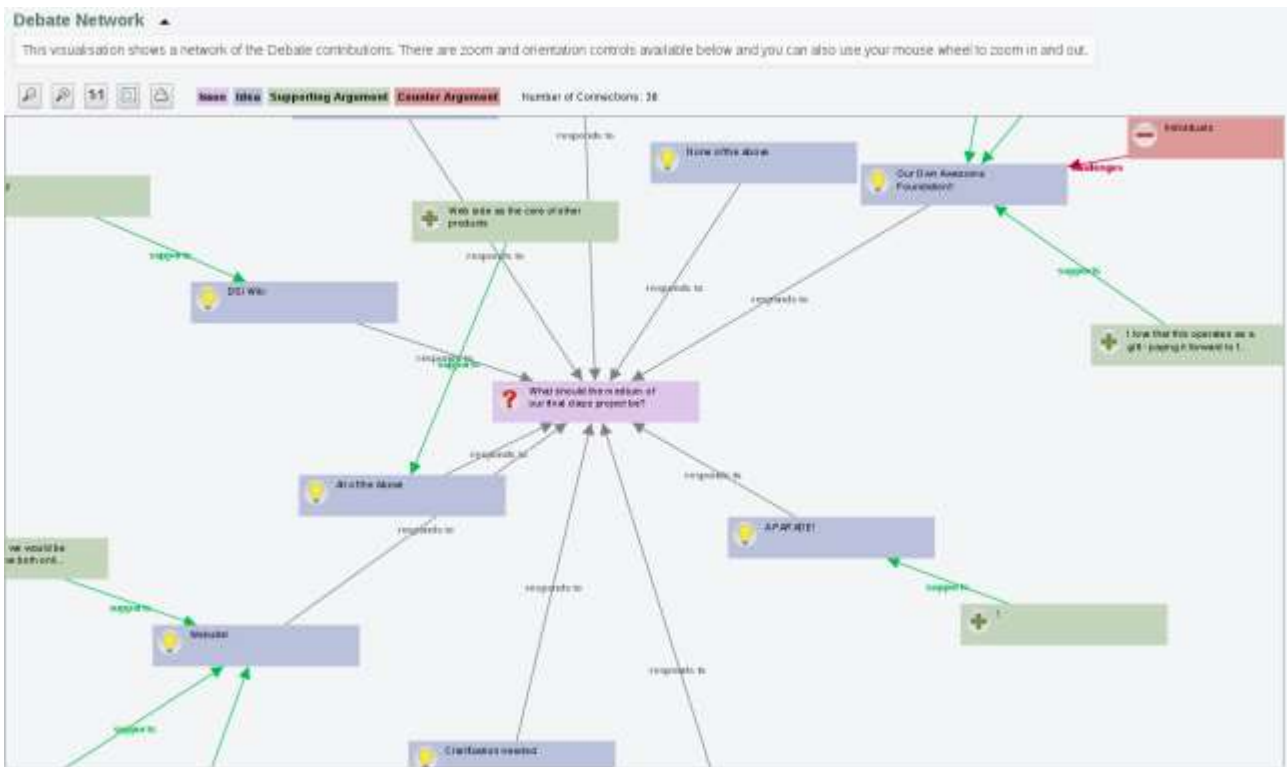 Debate Network
This visualisation shows a network of the Debate contributions. There are zoom and orientation controls available below and you can also use your mouse wheel to zoom in and out.
1:1
Issue Idea Supporting Argument Counter Argument Number of Connections:
responds to
None of the above
Individuals
challenges
Our Own Awesome
Foundation!
Web side as the core of other
products
responds to
supports
supports
DSI Wiki
responds to
responds to
I love that this operates as a
gift - paying it forward to
responds to
supports
What should the medium of
our final class project be?
responds to
responds to
All of the Above
A PARADE!
responds to
we would be
both onli...
responds to
supports
supports
Website!
responds to
supports
Clarification needed